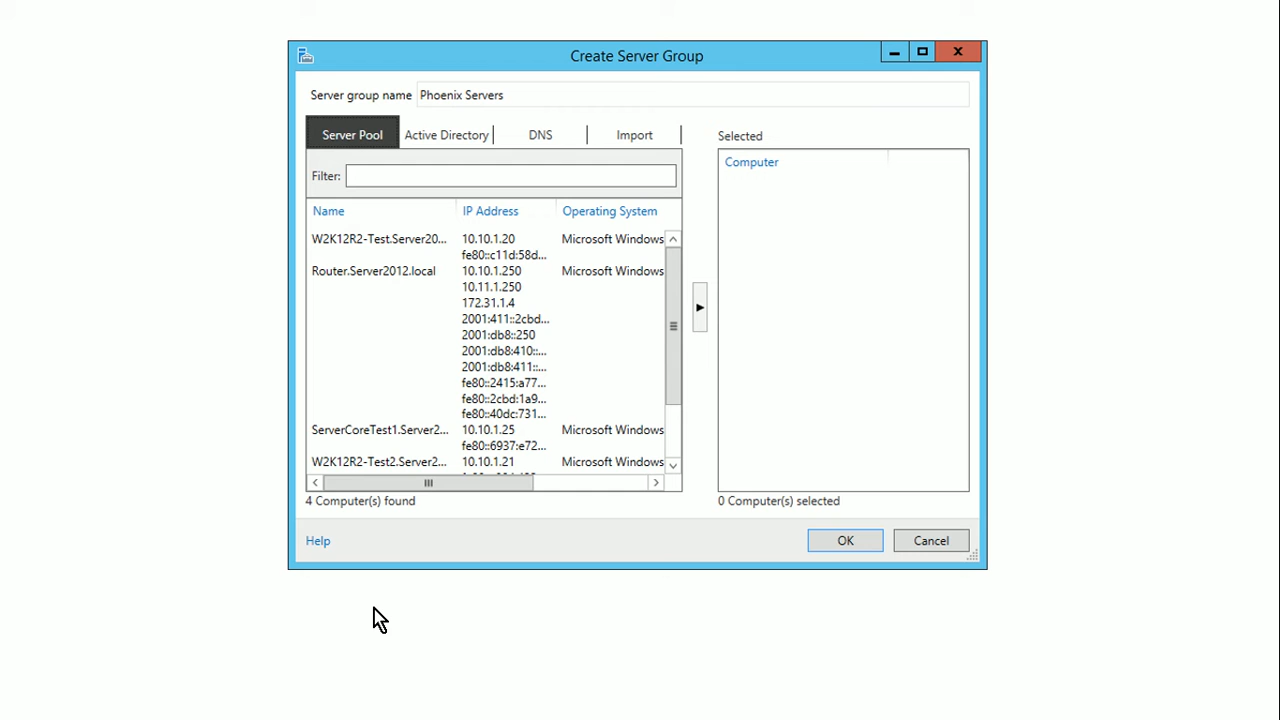 Create Server Group
Server group name Phoenix Servers
Server Pool Active Directory DNS Import
Selected
Filter:
Computer
Name IP Address Operating System
W2K12R2-Test.Server20... 10.10.1.20 Microsoft Windows
fe80::c11d:58d...
Router.Server2012.local 10.10.1.250 Microsoft Windows
10.11.1.250
172.31.1.4
2001:411::2cbd...
2001:db8::250
2001:db8:410::...
2001:db8:411::...
fe80::2415:a77...
fe80::2cbd:1a9...
fe80::40dc:731...
ServerCoreTest1.Server2... 10.10.1.25 Microsoft Windows
fe80::6937:e72...
W2K12R2-Test2.Server2... 10.10.1.21 Microsoft Windows
4 Computer(s) found
0 Computer(s) selected
Help
OK Cancel